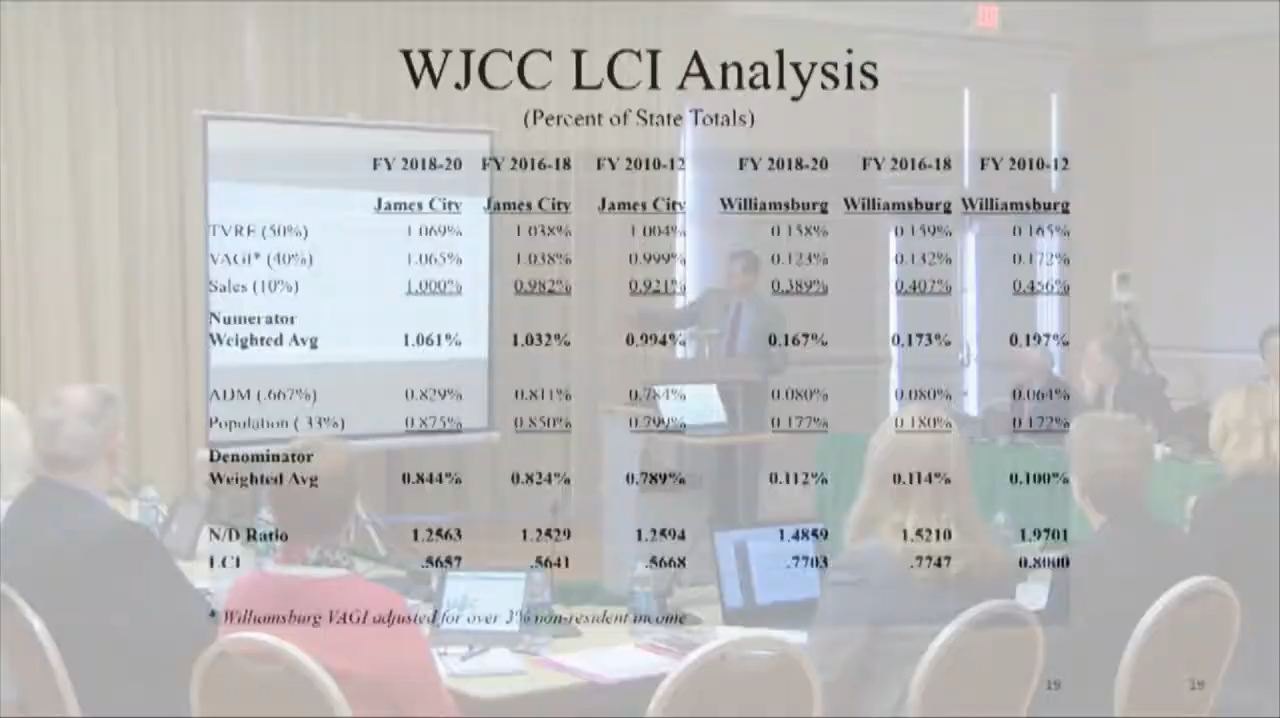 WJCC LCI Analysis
(Percent of State Totals)
FY 2018-20 FY 2016-18 FY 2010-12 FY 2018-20 FY 2016-18 FY 2010-12
James City James City James City Williamsburg Williamsburg Williamsburg
TVRE (50%) 1.069% 1.038% 1.004% 0.158% 0.159% 0.165%
VAGI* (40%) 1.065% 1.038% 0.999% 0.123% 0.132% 0.172%
Sales (10%) 1.000% 0.982% 0.921% 0.389% 0.407% 0.456%
Numerator
Weighted Avg 1.061% 1.032% 0.994% 0.167% 0.173% 0.197%
ADM (.667%) 0.829% 0.811% 0.784% 0.080% 0.080% 0.064%
Population (.33%) 0.875% 0.850% 0.799% 0.177% 0.180% 0.172%
Denominator
Weighted Avg 0.844% 0.824% 0.789% 0.112% 0.114% 0.100%
N/D Ratio 1.2563 1.2529 1.2594 1.4859 1.5210 1.9701
LCI .5657 .5641 .5668 .7703 .7747 0.8000
* Williamsburg VAGI adjusted for over 3% non-resident income
19 19